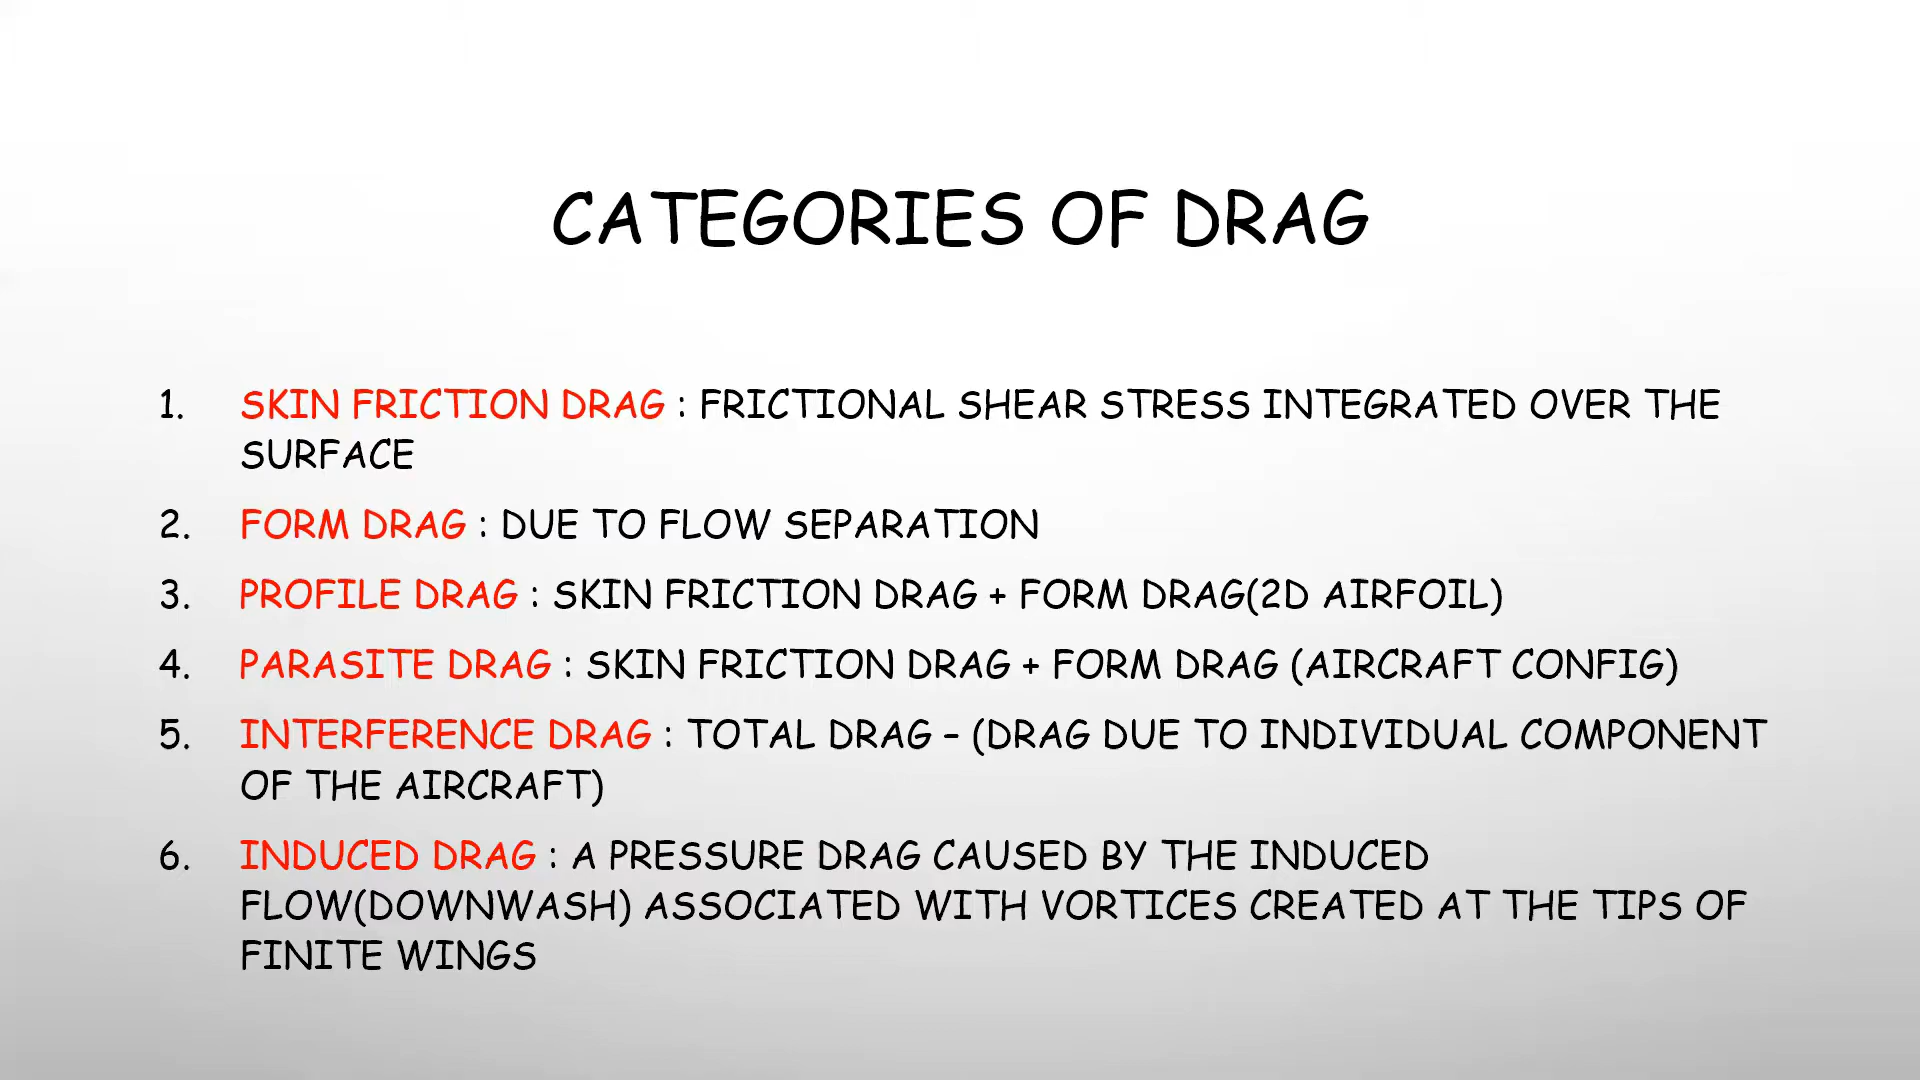 CATEGORIES OF DRAG
1. SKIN FRICTION DRAG : FRICTIONAL SHEAR STRESS INTEGRATED OVER THE
SURFACE
2. FORM DRAG : DUE TO FLOW SEPARATION
3. PROFILE DRAG : SKIN FRICTION DRAG + FORM DRAG(2D AIRFOIL)
4. PARASITE DRAG : SKIN FRICTION DRAG + FORM DRAG (AIRCRAFT CONFIG)
5. INTERFERENCE DRAG : TOTAL DRAG – (DRAG DUE TO INDIVIDUAL COMPONENT
OF THE AIRCRAFT)
6. INDUCED DRAG : A PRESSURE DRAG CAUSED BY THE INDUCED
FLOW(DOWNWASH) ASSOCIATED WITH VORTICES CREATED AT THE TIPS OF
FINITE WINGS